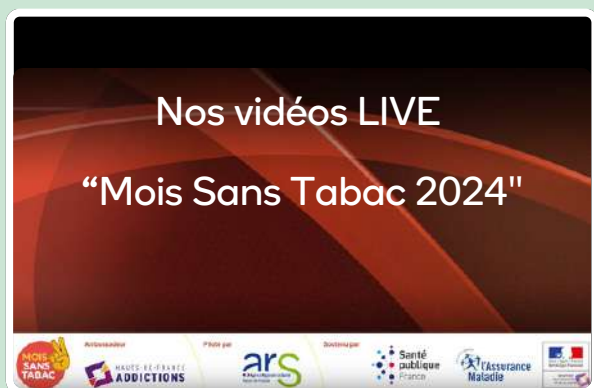 Nos vidéos LIVE
“Mois Sans Tabac 2024"
Ambassadeur
Piloté par
Soutenu par
MOIS
SANS
TABAC
HAUTS-DE-FRANCE
ADDICTIONS
ars
Santé
publique
France
l'Assurance
Maladie